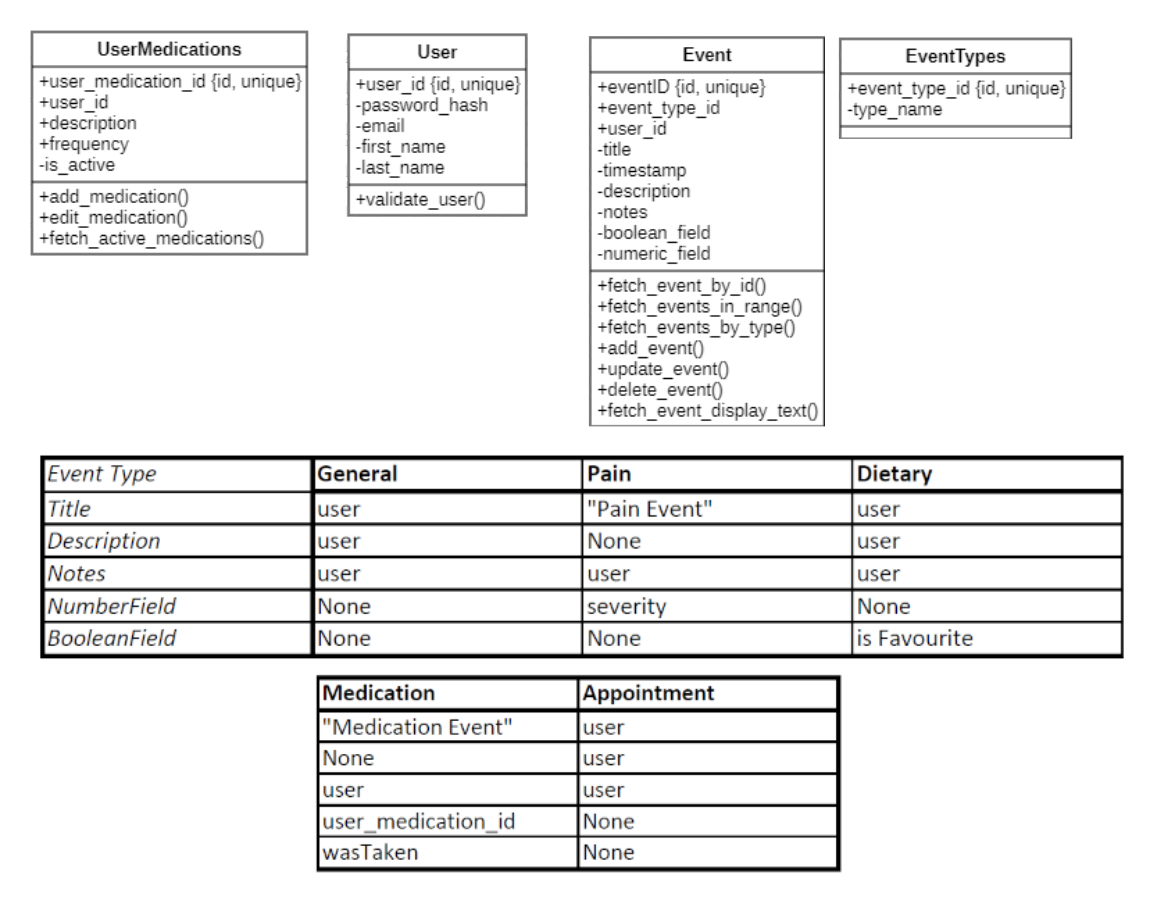 UserMedications
+user_medication_id {id, unique}
+user_id
+description
+frequency
-is_active
+add_medication()
+edit_medication()
+fetch_active_medications()
User
+user_id {id, unique}
-password_hash
-email
-first_name
-last_name
+validate_user()
Event
+eventID {id, unique}
+event_type_id
+user_id
-title
-timestamp
-description
-notes
-boolean_field
-numeric_field
+fetch_event_by_id()
+fetch_events_in_range()
+fetch_events_by_type()
+add_event()
+update_event()
+delete_event()
+fetch_event_display_text()
EventTypes
+event_type_id {id, unique}
-type_name
Event Type General Pain Dietary
Title user "Pain Event" user
Description user None user
Notes user user user
NumberField None severity None
BooleanField None None is Favourite
Medication Appointment
"Medication Event" user
None user
user user
user_medication_id None
wasTaken None